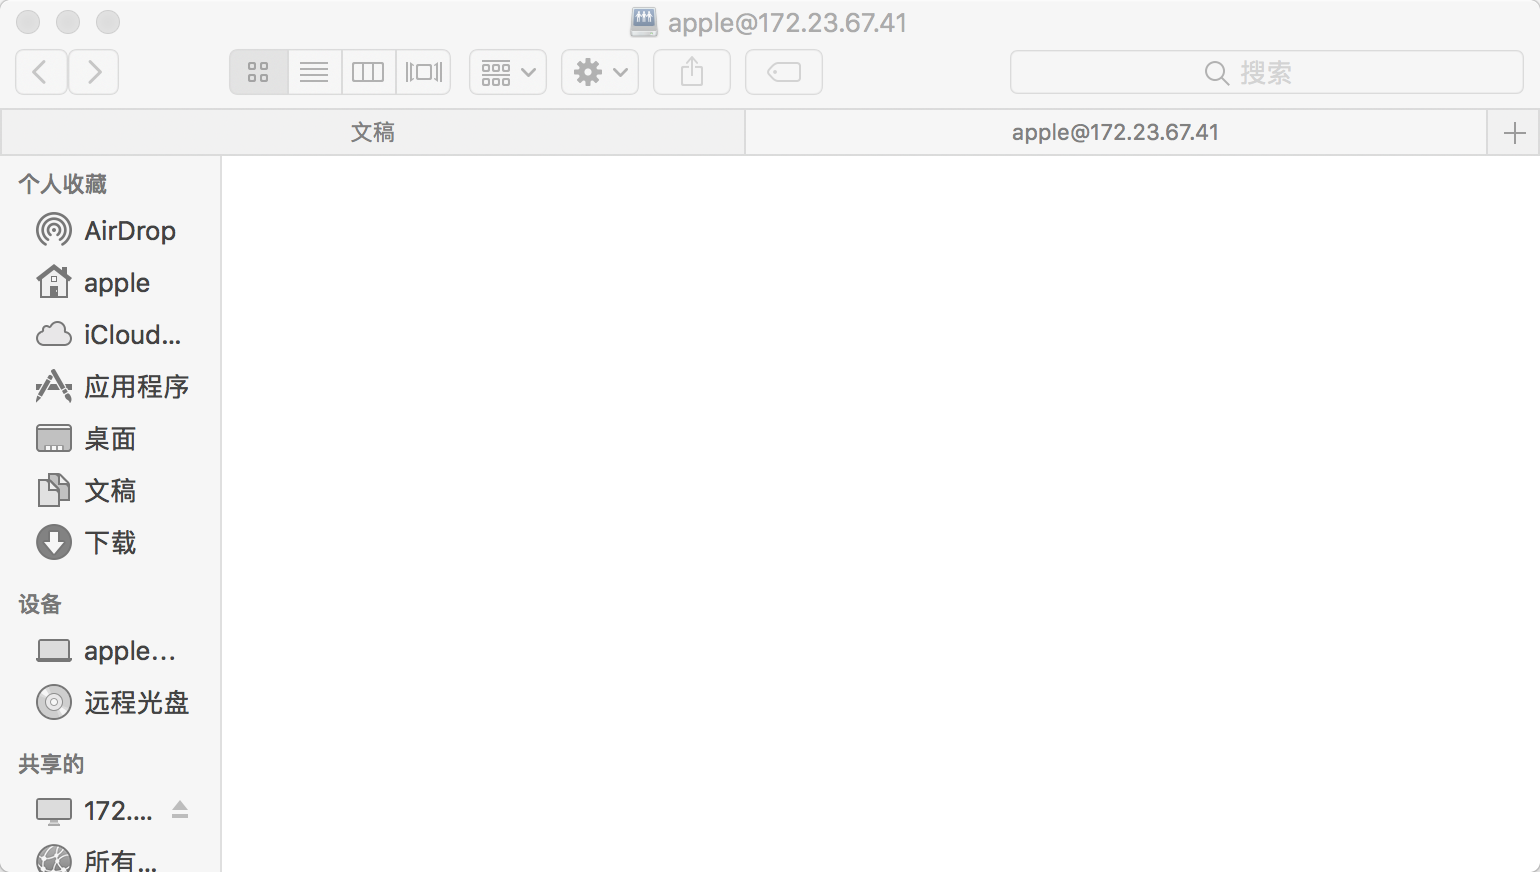 apple@172.23.67.41
搜索
文稿
apple@172.23.67.41
个人收藏
AirDrop
apple
iCloud...
应用程序
桌面
文稿
下载
设备
apple...
远程光盘
共享的
172....
所有...